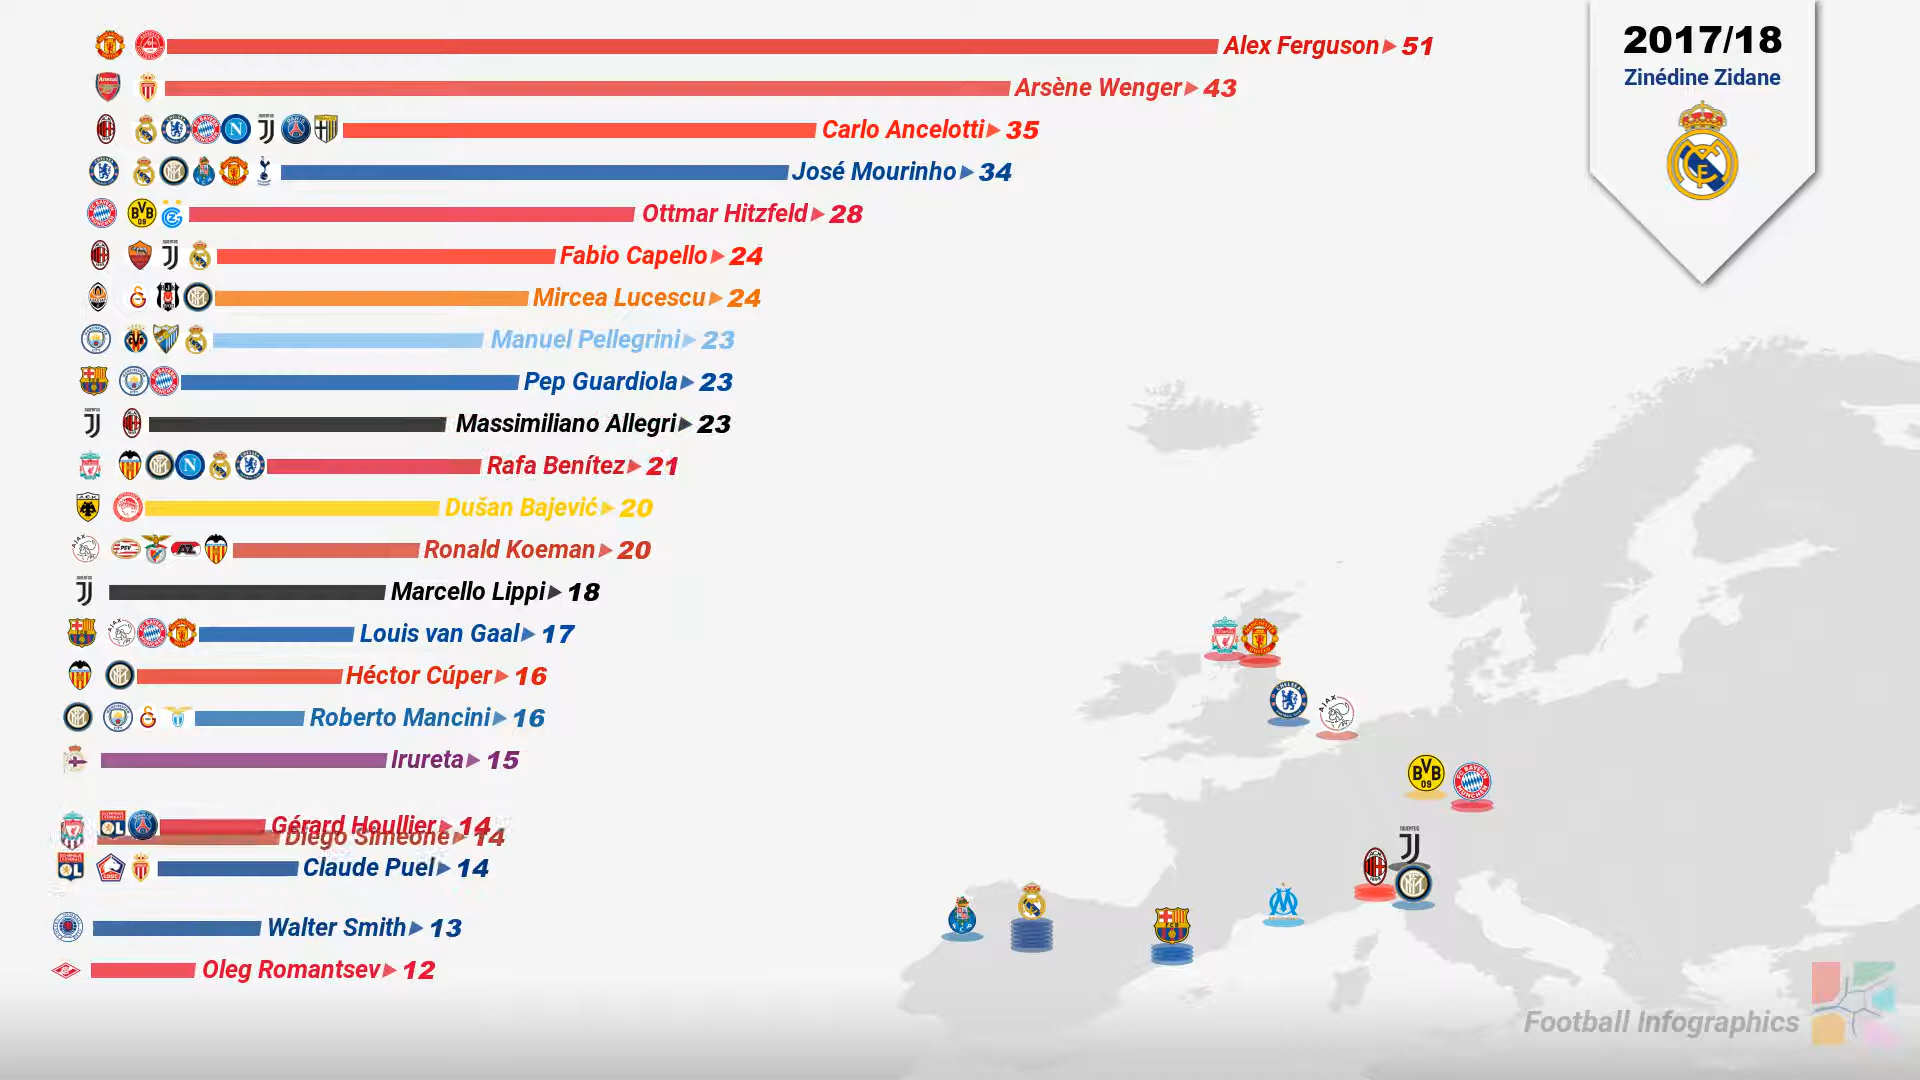 Alex Ferguson 51
Arsène Wenger 43
Carlo Ancelotti 35
José Mourinho 34
Ottmar Hitzfeld 28
Fabio Capello 24
Mircea Lucescu 24
Manuel Pellegrini 23
Pep Guardiola 23
Massimiliano Allegri 23
Rafa Benítez 21
Dušan Bajević 20
Ronald Koeman 20
Marcello Lippi 18
Louis van Gaal 17
Héctor Cúper 16
Roberto Mancini 16
Irureta 15
Gérard Houllier 14
Diego Simeone 14
Claude Puel 14
Walter Smith 13
Oleg Romantsev 12
2017/18
Zinédine Zidane
Football Infographics